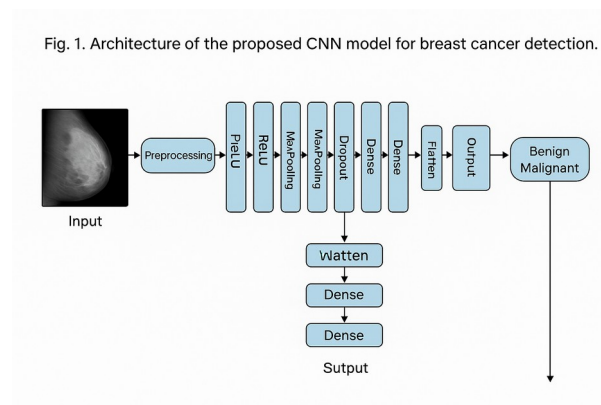 Fig. 1. Architecture of the proposed CNN model for breast cancer detection.
Input
Preprocessing
PieLU
ReLU
MaxPooling
MaxPooling
Dropout
Dense
Dense
Flatten
Output
Benign
Malignant
Watten
Dense
Dense
Sutput